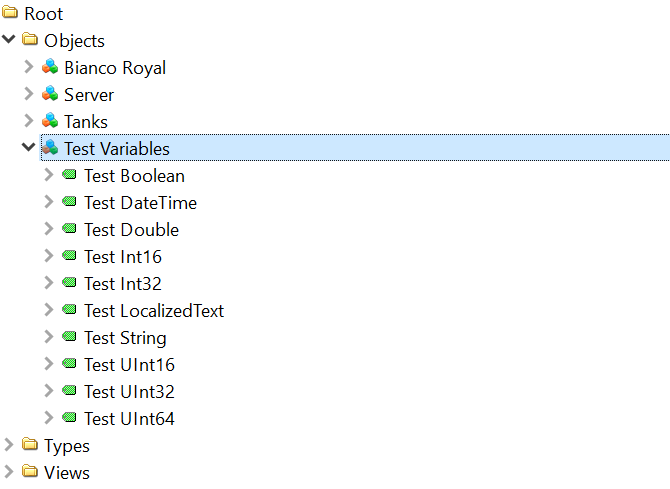 Root
Objects
Bianco Royal
Server
Tanks
Test Variables
Test Boolean
Test DateTime
Test Double
Test Int16
Test Int32
Test LocalizedText
Test String
Test UInt16
Test UInt32
Test UInt64
Types
Views